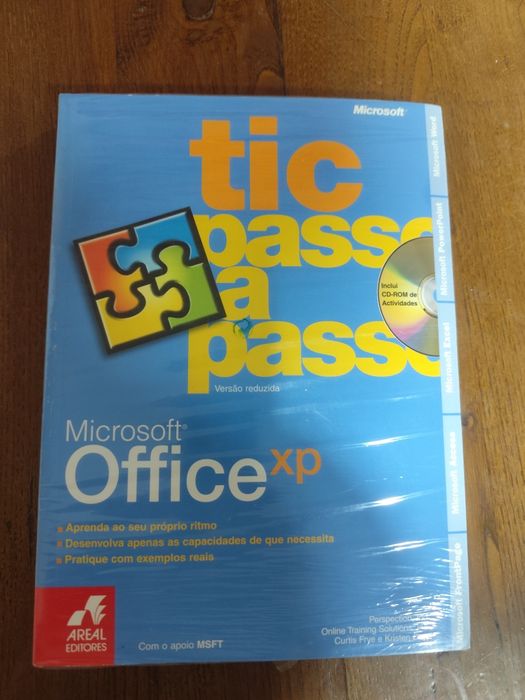 Microsoft
tic
passo
a
passo
Inclui
CD-ROM de
Actividades
Versão reduzida
Microsoft®
Office xp
Aprenda ao seu próprio ritmo
Desenvolva apenas as capacidades de que necessita
Pratique com exemplos reais
AREAL
EDITORES
Com o apoio MSFT
Online Training Solutions
Curtis Frye e Kristen
Microsoft Word
Microsoft PowerPoint
Microsoft Excel
Microsoft Access
Microsoft FrontPage